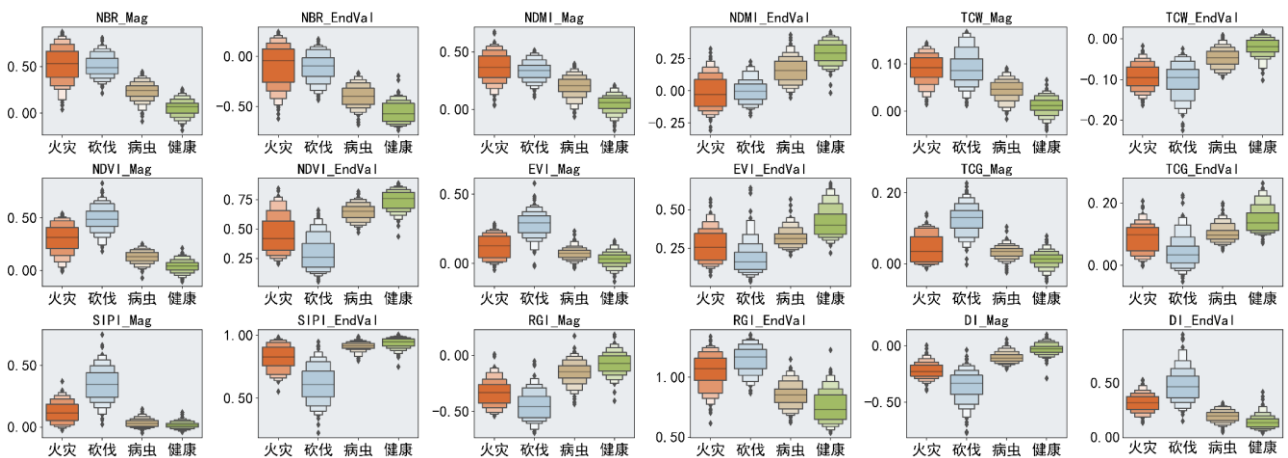 NBR_Mag NBR_EndVal NDMI_Mag NDMI_EndVal TCW_Mag TCW_EndVal
0.50 0.00 0.50 0.25 0.10 0.00
0.00 -0.50 0.00 0.00 0.00 -0.10
-0.25 -0.20
火灾 砍伐 病虫 健康 火灾 砍伐 病虫 健康 火灾 砍伐 病虫 健康 火灾 砍伐 病虫 健康 火灾 砍伐 病虫 健康 火灾 砍伐 病虫 健康
NDVI_Mag NDVI_EndVal EVI_Mag EVI_EndVal TCG_Mag TCG_EndVal
0.50 0.75 0.50 0.50 0.20 0.20
0.00 0.50 0.00 0.25 0.00 0.00
0.25
火灾 砍伐 病虫 健康 火灾 砍伐 病虫 健康 火灾 砍伐 病虫 健康 火灾 砍伐 病虫 健康 火灾 砍伐 病虫 健康 火灾 砍伐 病虫 健康
SIPI_Mag SIPI_EndVal RGI_Mag RGI_EndVal DI_Mag DI_EndVal
0.50 1.00 0.00 1.00 0.00 0.50
0.00 0.50 -0.50 0.50 -0.50 0.00
火灾 砍伐 病虫 健康 火灾 砍伐 病虫 健康 火灾 砍伐 病虫 健康 火灾 砍伐 病虫 健康 火灾 砍伐 病虫 健康 火灾 砍伐 病虫 健康